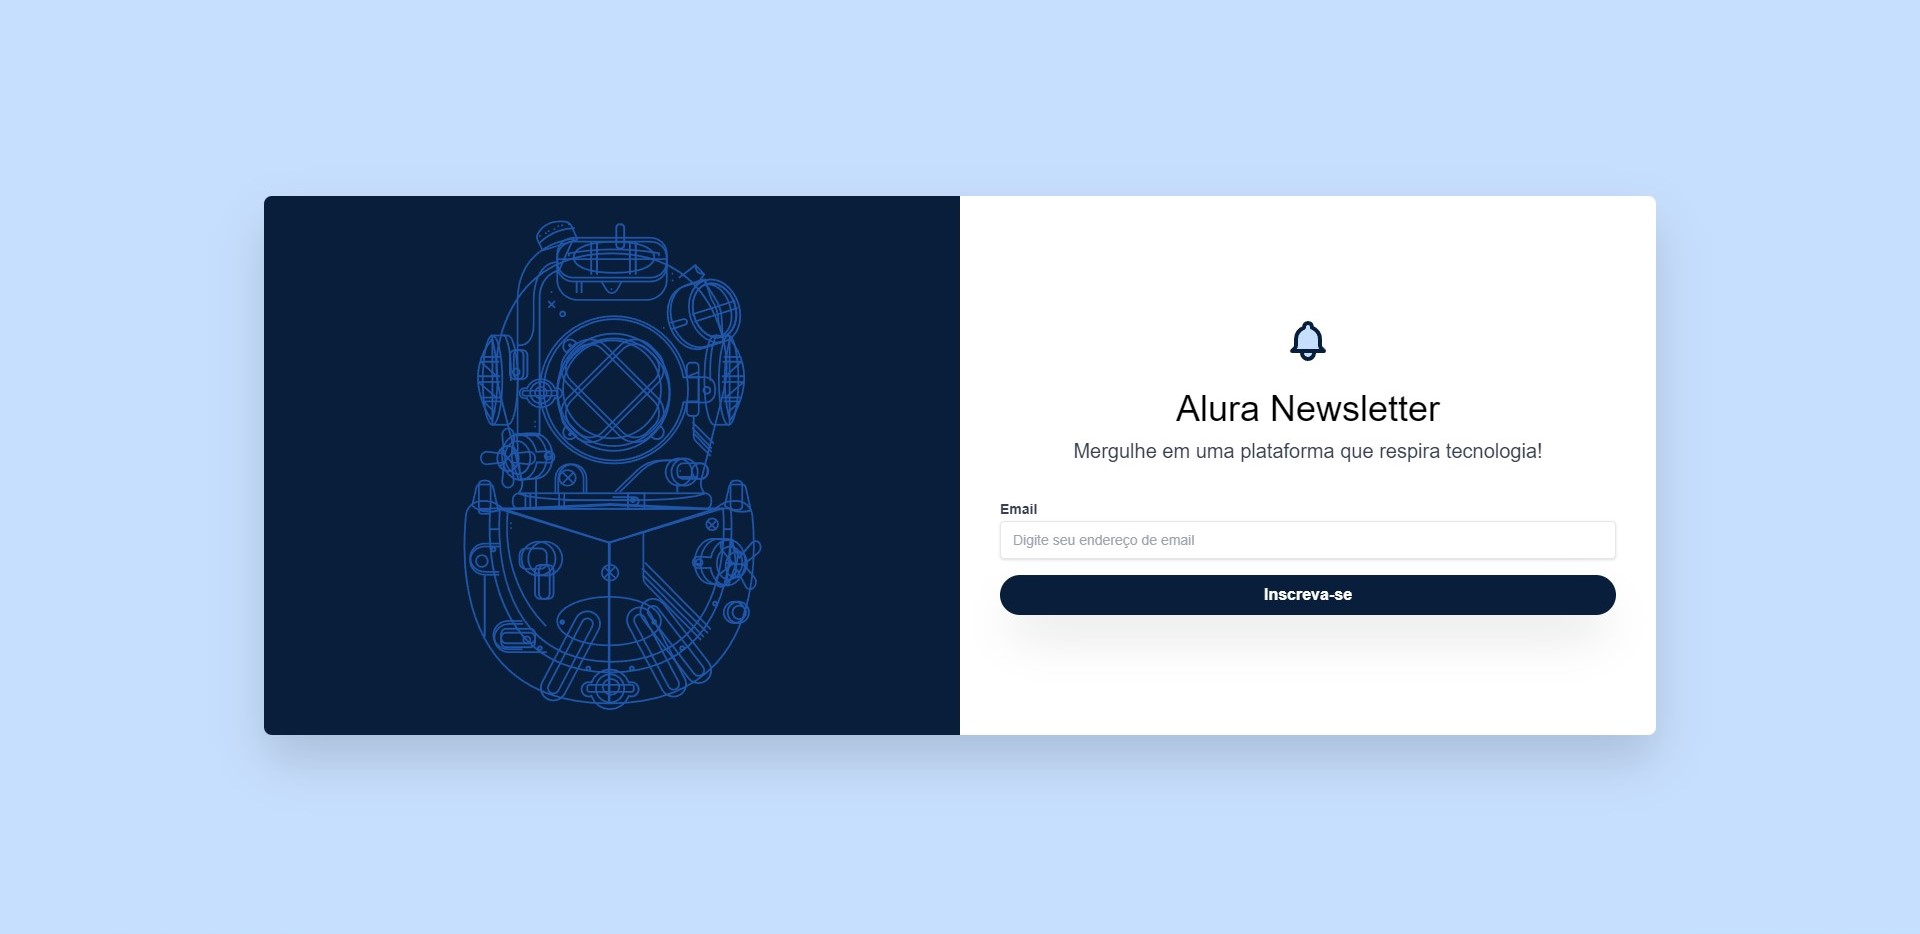 Alura Newsletter
Mergulhe em uma plataforma que respira tecnologia!
Email
Digite seu endereço de email
Inscreva-se